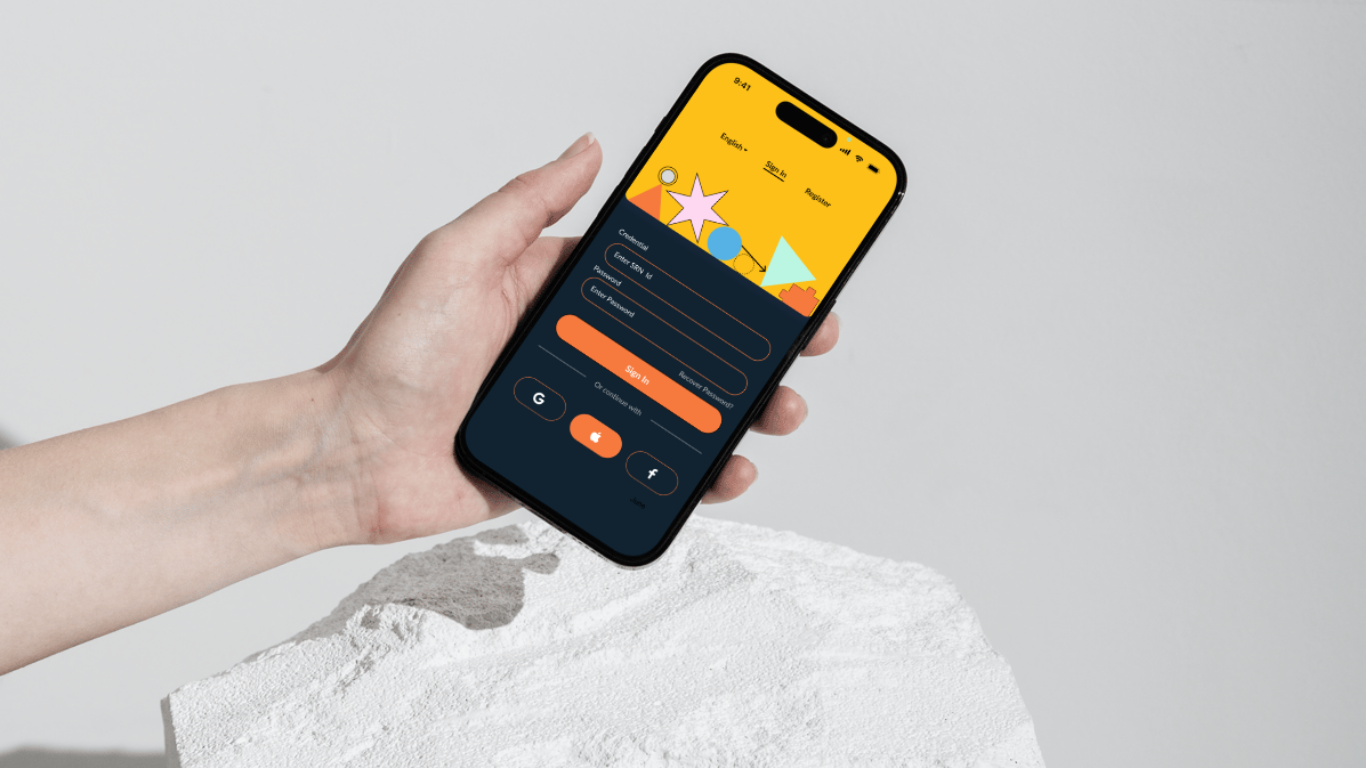 9:41
English
Sign In
Register
Credential
Enter SRN Id
Password
Enter Password
Recover Password?
Sign In
Or continue with
G
f